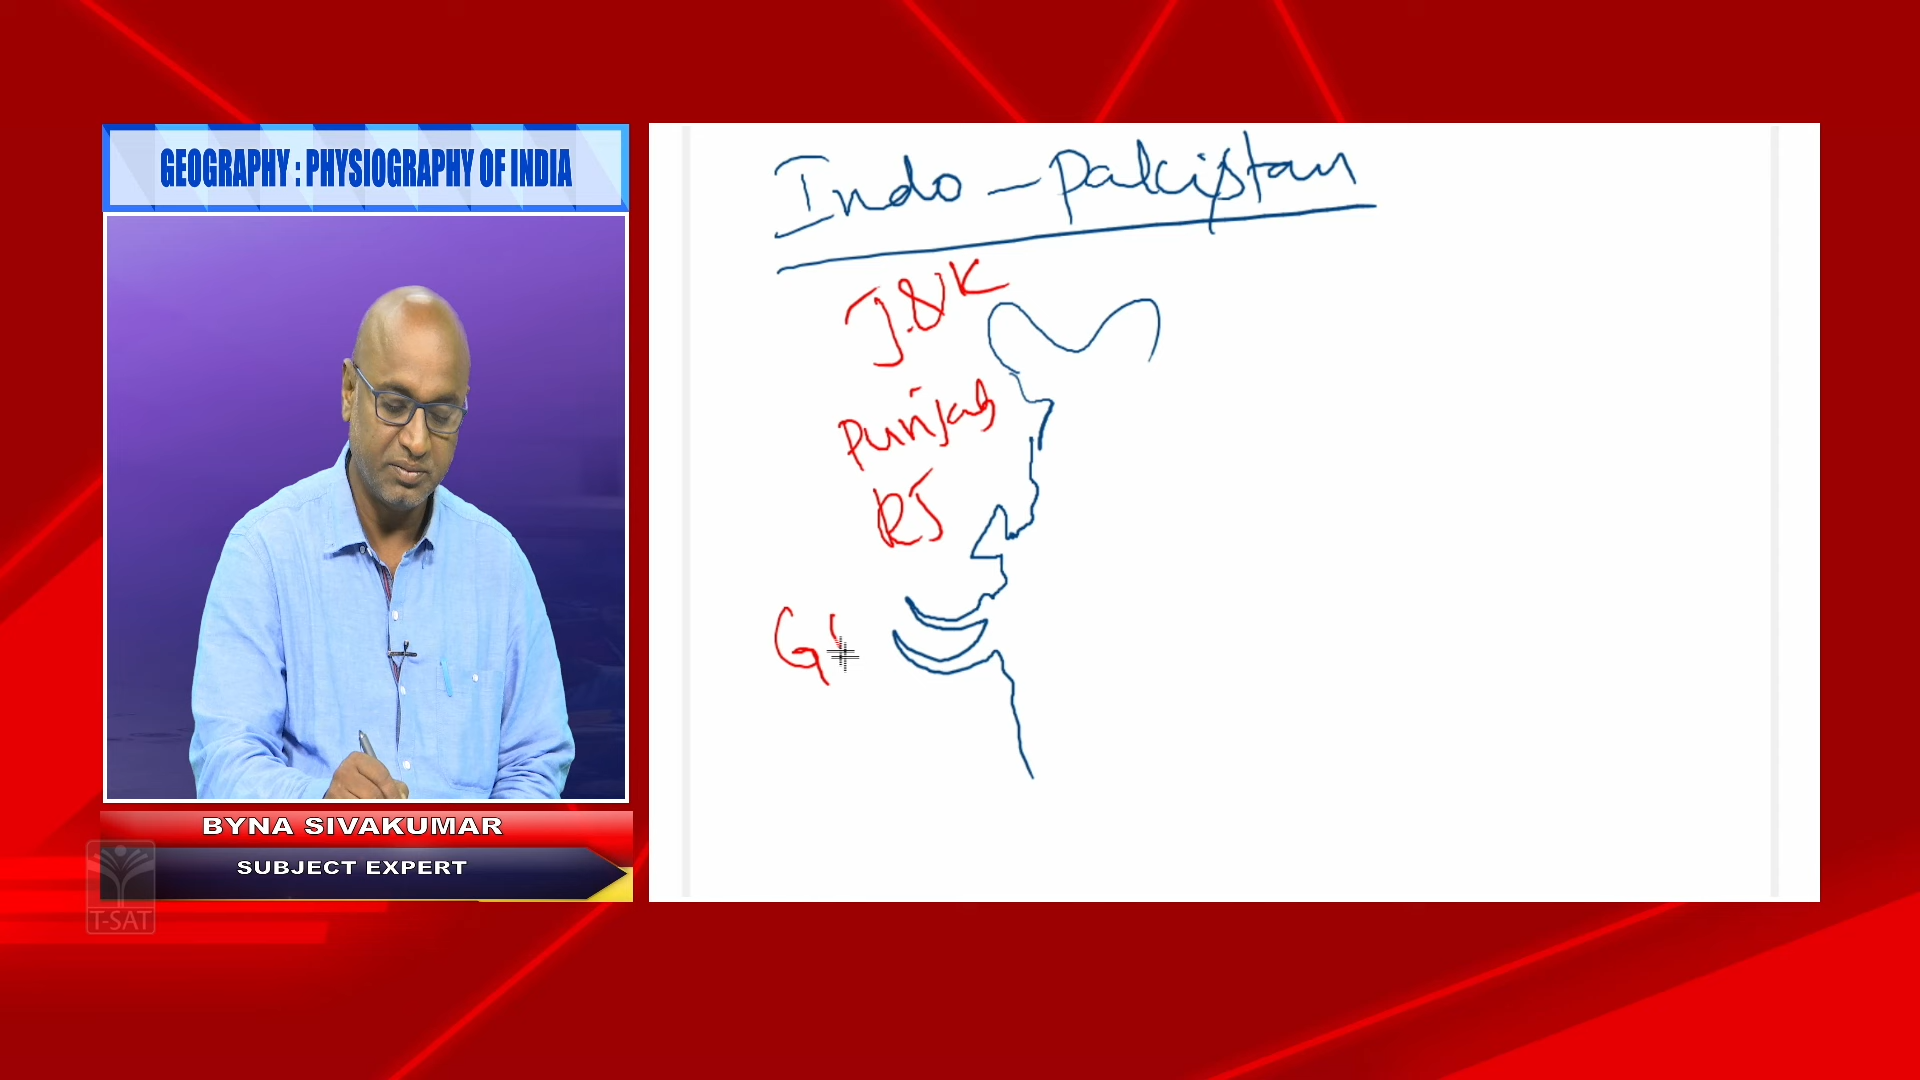 GEOGRAPHY : PHYSIOGRAPHY OF INDIA
Indo - Pakistan
J&K
Punjab
RJ
G
BYNA SIVAKUMAR
SUBJECT EXPERT
T-SAT